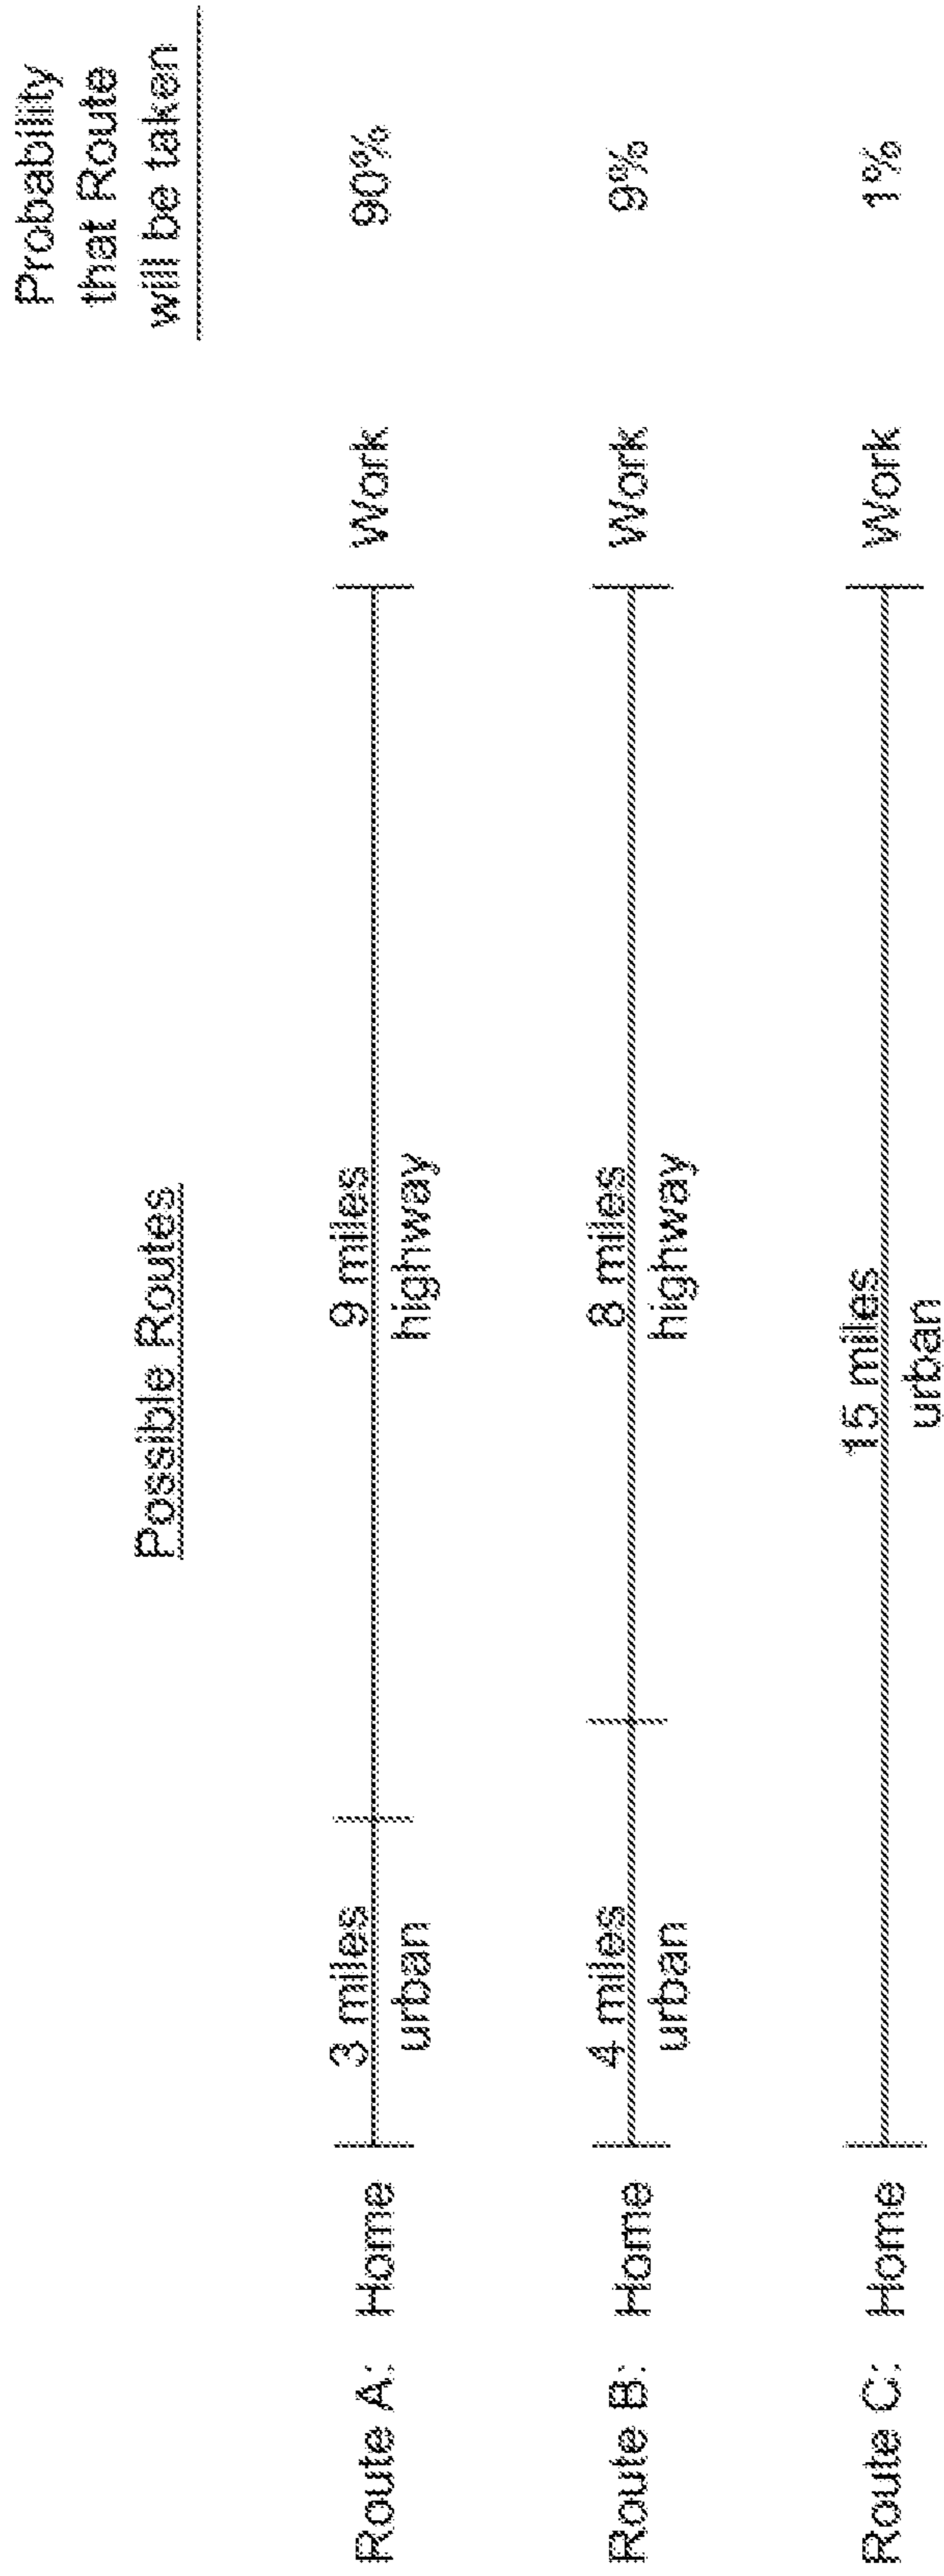 Possible Routes
Probability
that Route
will be taken
Route A: Home
3 miles
urban
9 miles
highway
Work
90%
Route B: Home
4 miles
urban
8 miles
highway
Work
9%
Route C: Home
15 miles
urban
Work
1%